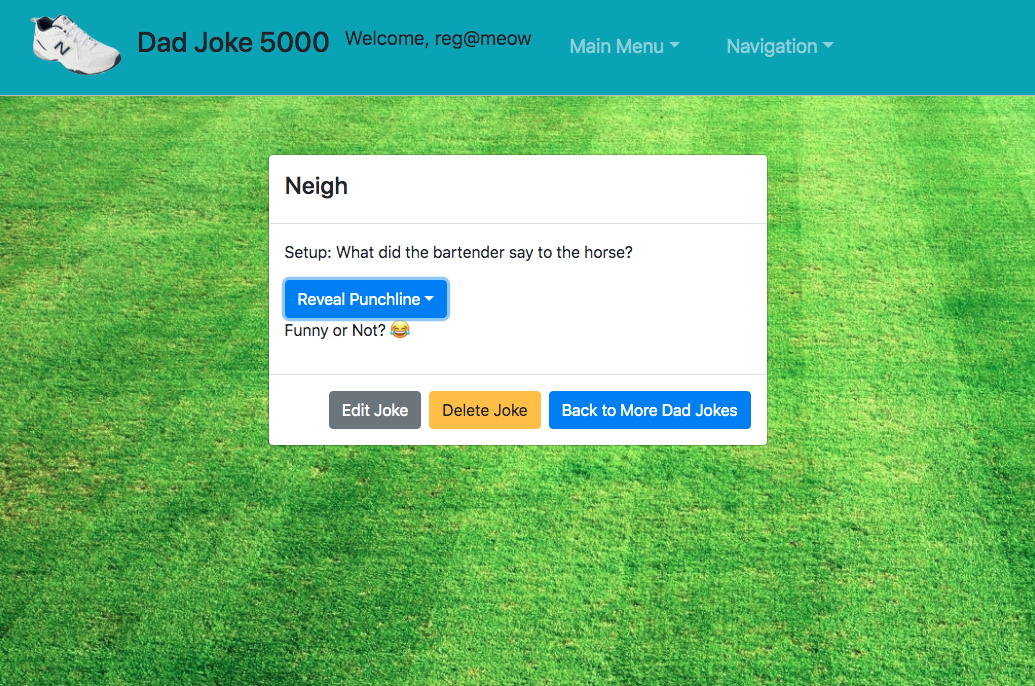 Dad Joke 5000 Welcome, reg@meow Main Menu Navigation
N
Neigh
Setup: What did the bartender say to the horse?
Reveal Punchline
Funny or Not? 😂
Edit Joke Delete Joke Back to More Dad Jokes